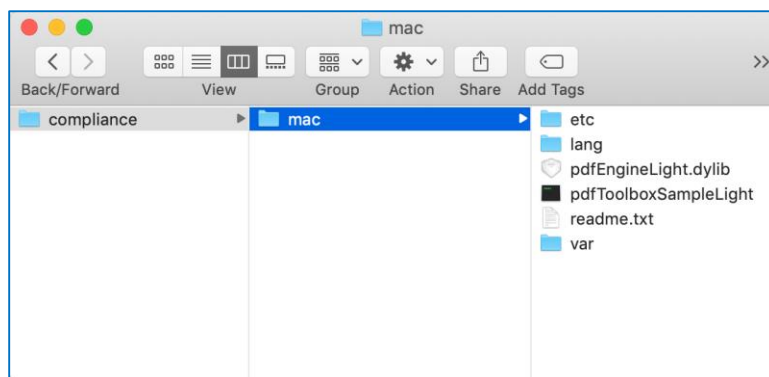 mac
Back/Forward
View
Group
Action
Share
Add Tags
compliance
mac
etc
lang
pdfEngineLight.dylib
pdfToolboxSampleLight
readme.txt
var